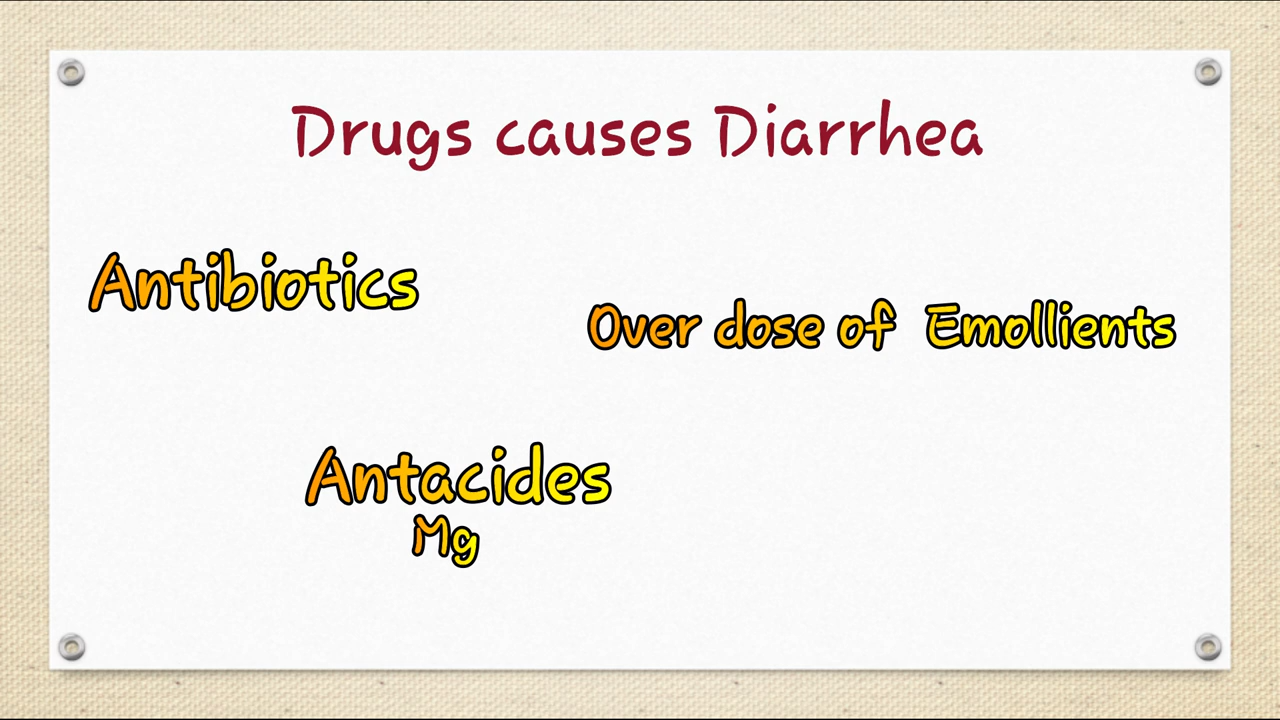 Drugs causes Diarrhea
Antibiotics
Over dose of Emollients
Antacides
Mg